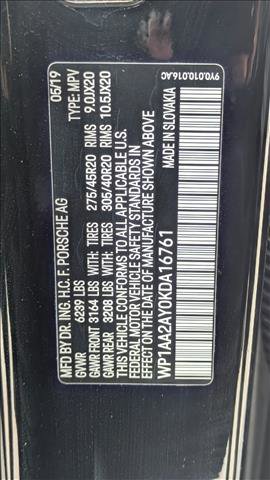 MFD BY DR. ING. H.C. F. PORSCHE AG 05/19
GVWR 6239 LBS TYPE: MPV
GAWR FRONT 3164 LBS WITH: TIRES 275/45R20 RIMS 9.0JX20
GAWR REAR 3208 LBS WITH: TIRES 305/40R20 RIMS 10.5JX20
THIS VEHICLE CONFORMS TO ALL APPLICABLE U.S.
FEDERAL MOTOR VEHICLE SAFETY STANDARDS IN
EFFECT ON THE DATE OF MANUFACTURE SHOWN ABOVE.
WP1AA2AY0KDA16761 MADE IN SLOVAKIA
9Y0.010.016.AC